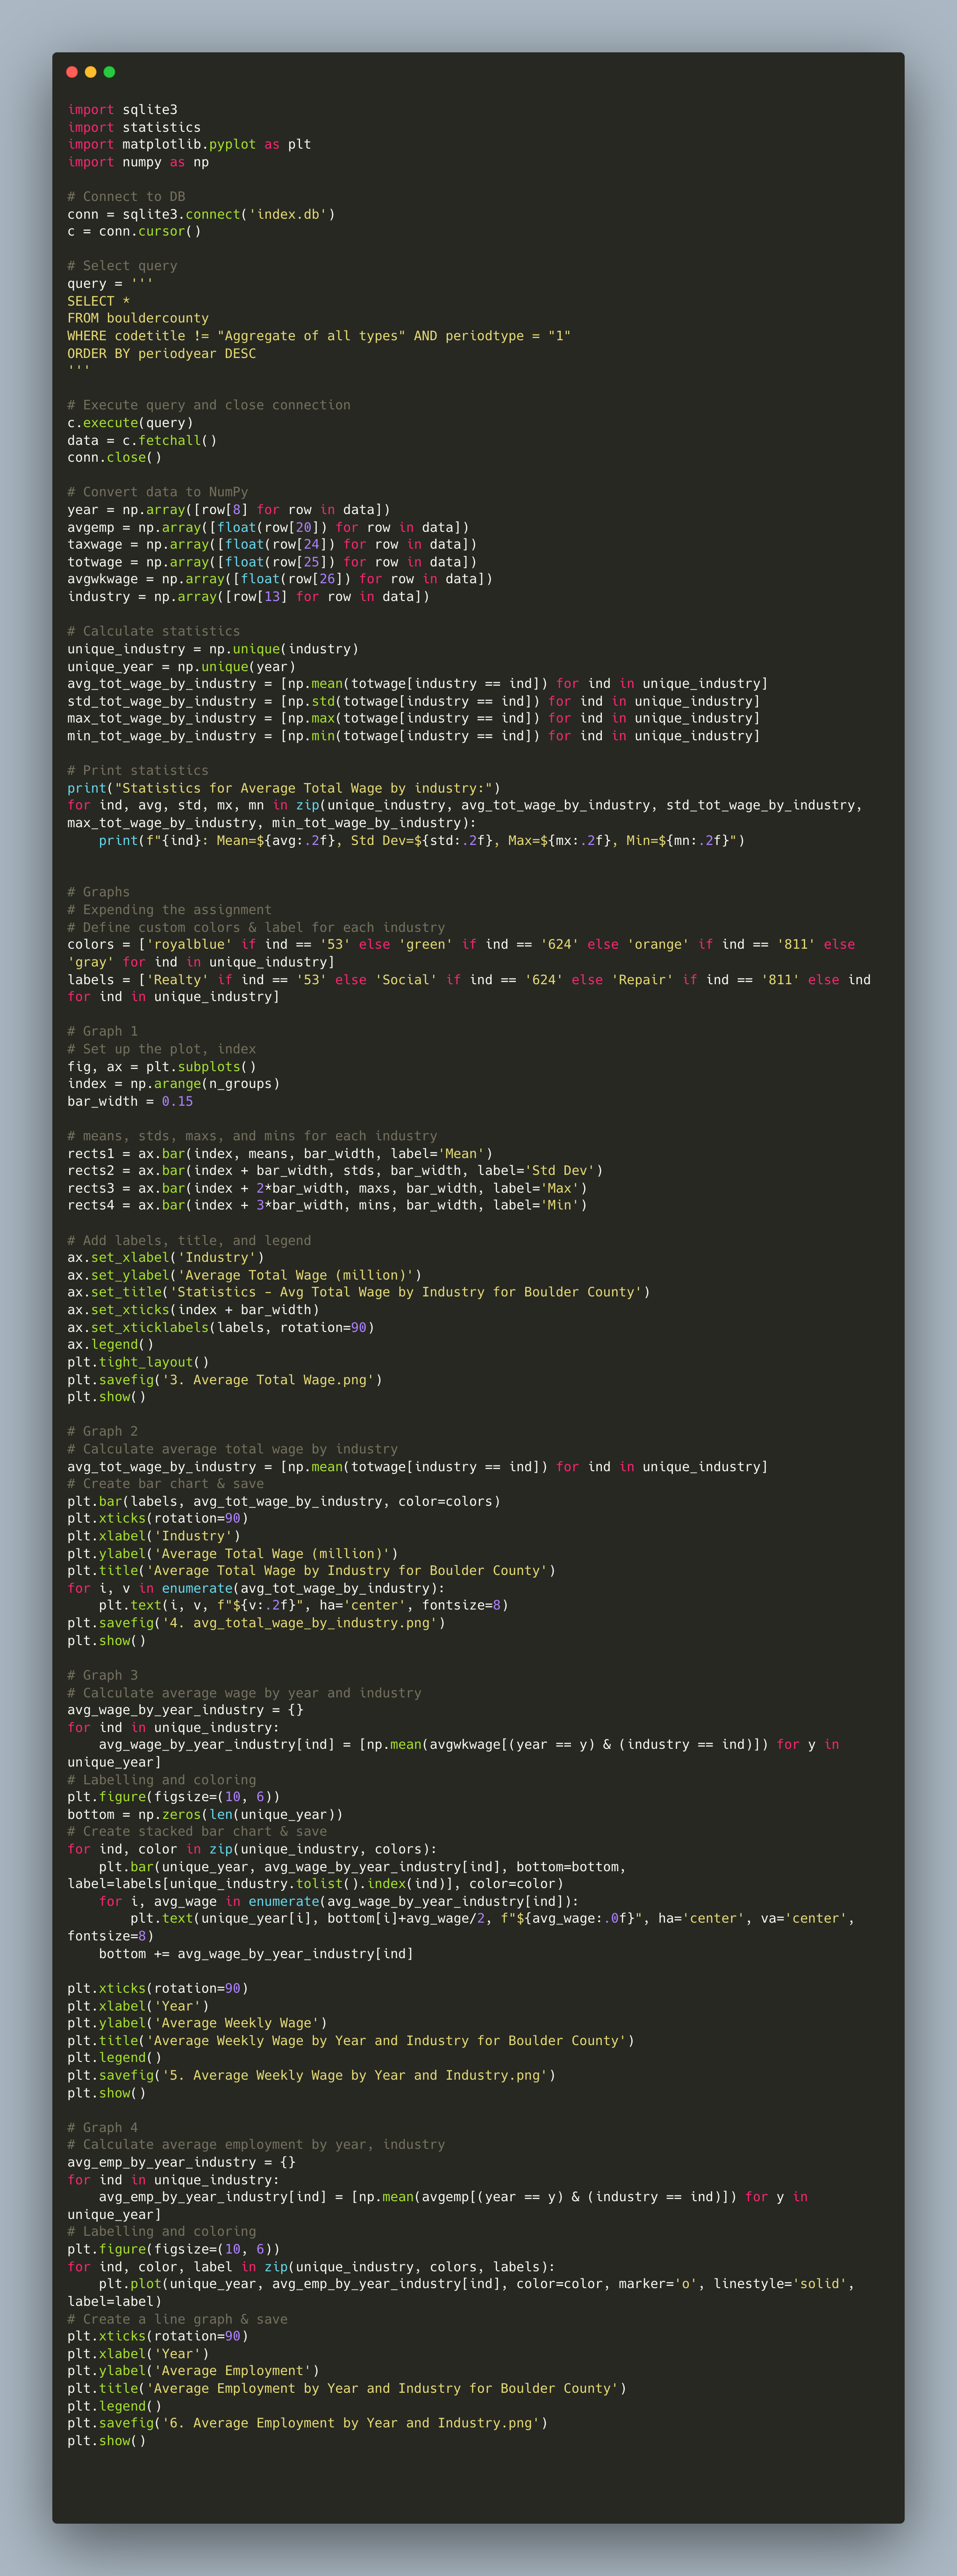 import sqlite3
import statistics
import matplotlib.pyplot as plt
import numpy as np

# Connect to DB
conn = sqlite3.connect('index.db')
c = conn.cursor()

# Select query
query = '''
SELECT *
FROM bouldercounty
WHERE codetitle != "Aggregate of all types" AND periodtype = "1"
ORDER BY periodyear DESC
'''

# Execute query and close connection
c.execute(query)
data = c.fetchall()
conn.close()

# Convert data to NumPy
year = np.array([row[8] for row in data])
avgemp = np.array([float(row[20]) for row in data])
taxwage = np.array([float(row[24]) for row in data])
totwage = np.array([float(row[25]) for row in data])
avgwkwage = np.array([float(row[26]) for row in data])
industry = np.array([row[13] for row in data])

# Calculate statistics
unique_industry = np.unique(industry)
unique_year = np.unique(year)
avg_tot_wage_by_industry = [np.mean(totwage[industry == ind]) for ind in unique_industry]
std_tot_wage_by_industry = [np.std(totwage[industry == ind]) for ind in unique_industry]
max_tot_wage_by_industry = [np.max(totwage[industry == ind]) for ind in unique_industry]
min_tot_wage_by_industry = [np.min(totwage[industry == ind]) for ind in unique_industry]

# Print statistics
print("Statistics for Average Total Wage by industry:")
for ind, avg, std, mx, mn in zip(unique_industry, avg_tot_wage_by_industry, std_tot_wage_by_industry,
max_tot_wage_by_industry, min_tot_wage_by_industry):
    print(f"{ind}: Mean=${avg:.2f}, Std Dev=${std:.2f}, Max=${mx:.2f}, Min=${mn:.2f}")


# Graphs
# Expending the assignment
# Define custom colors & label for each industry
colors = ['royalblue' if ind == '53' else 'green' if ind == '624' else 'orange' if ind == '811' else
'gray' for ind in unique_industry]
labels = ['Realty' if ind == '53' else 'Social' if ind == '624' else 'Repair' if ind == '811' else ind
for ind in unique_industry]

# Graph 1
# Set up the plot, index
fig, ax = plt.subplots()
index = np.arange(n_groups)
bar_width = 0.15

# means, stds, maxs, and mins for each industry
rects1 = ax.bar(index, means, bar_width, label='Mean')
rects2 = ax.bar(index + bar_width, stds, bar_width, label='Std Dev')
rects3 = ax.bar(index + 2*bar_width, maxs, bar_width, label='Max')
rects4 = ax.bar(index + 3*bar_width, mins, bar_width, label='Min')

# Add labels, title, and legend
ax.set_xlabel('Industry')
ax.set_ylabel('Average Total Wage (million)')
ax.set_title('Statistics - Avg Total Wage by Industry for Boulder County')
ax.set_xticks(index + bar_width)
ax.set_xticklabels(labels, rotation=90)
ax.legend()
plt.tight_layout()
plt.savefig('3. Average Total Wage.png')
plt.show()

# Graph 2
# Calculate average total wage by industry
avg_tot_wage_by_industry = [np.mean(totwage[industry == ind]) for ind in unique_industry]
# Create bar chart & save
plt.bar(labels, avg_tot_wage_by_industry, color=colors)
plt.xticks(rotation=90)
plt.xlabel('Industry')
plt.ylabel('Average Total Wage (million)')
plt.title('Average Total Wage by Industry for Boulder County')
for i, v in enumerate(avg_tot_wage_by_industry):
    plt.text(i, v, f"${v:.2f}", ha='center', fontsize=8)
plt.savefig('4. avg_total_wage_by_industry.png')
plt.show()

# Graph 3
# Calculate average wage by year and industry
avg_wage_by_year_industry = {}
for ind in unique_industry:
    avg_wage_by_year_industry[ind] = [np.mean(avgwkwage[(year == y) & (industry == ind)]) for y in
unique_year]
# Labelling and coloring
plt.figure(figsize=(10, 6))
bottom = np.zeros(len(unique_year))
# Create stacked bar chart & save
for ind, color in zip(unique_industry, colors):
    plt.bar(unique_year, avg_wage_by_year_industry[ind], bottom=bottom,
label=labels[unique_industry.tolist().index(ind)], color=color)
    for i, avg_wage in enumerate(avg_wage_by_year_industry[ind]):
        plt.text(unique_year[i], bottom[i]+avg_wage/2, f"${avg_wage:.0f}", ha='center', va='center',
fontsize=8)
    bottom += avg_wage_by_year_industry[ind]

plt.xticks(rotation=90)
plt.xlabel('Year')
plt.ylabel('Average Weekly Wage')
plt.title('Average Weekly Wage by Year and Industry for Boulder County')
plt.legend()
plt.savefig('5. Average Weekly Wage by Year and Industry.png')
plt.show()

# Graph 4
# Calculate average employment by year, industry
avg_emp_by_year_industry = {}
for ind in unique_industry:
    avg_emp_by_year_industry[ind] = [np.mean(avgemp[(year == y) & (industry == ind)]) for y in
unique_year]
# Labelling and coloring
plt.figure(figsize=(10, 6))
for ind, color, label in zip(unique_industry, colors, labels):
    plt.plot(unique_year, avg_emp_by_year_industry[ind], color=color, marker='o', linestyle='solid',
label=label)
# Create a line graph & save
plt.xticks(rotation=90)
plt.xlabel('Year')
plt.ylabel('Average Employment')
plt.title('Average Employment by Year and Industry for Boulder County')
plt.legend()
plt.savefig('6. Average Employment by Year and Industry.png')
plt.show()